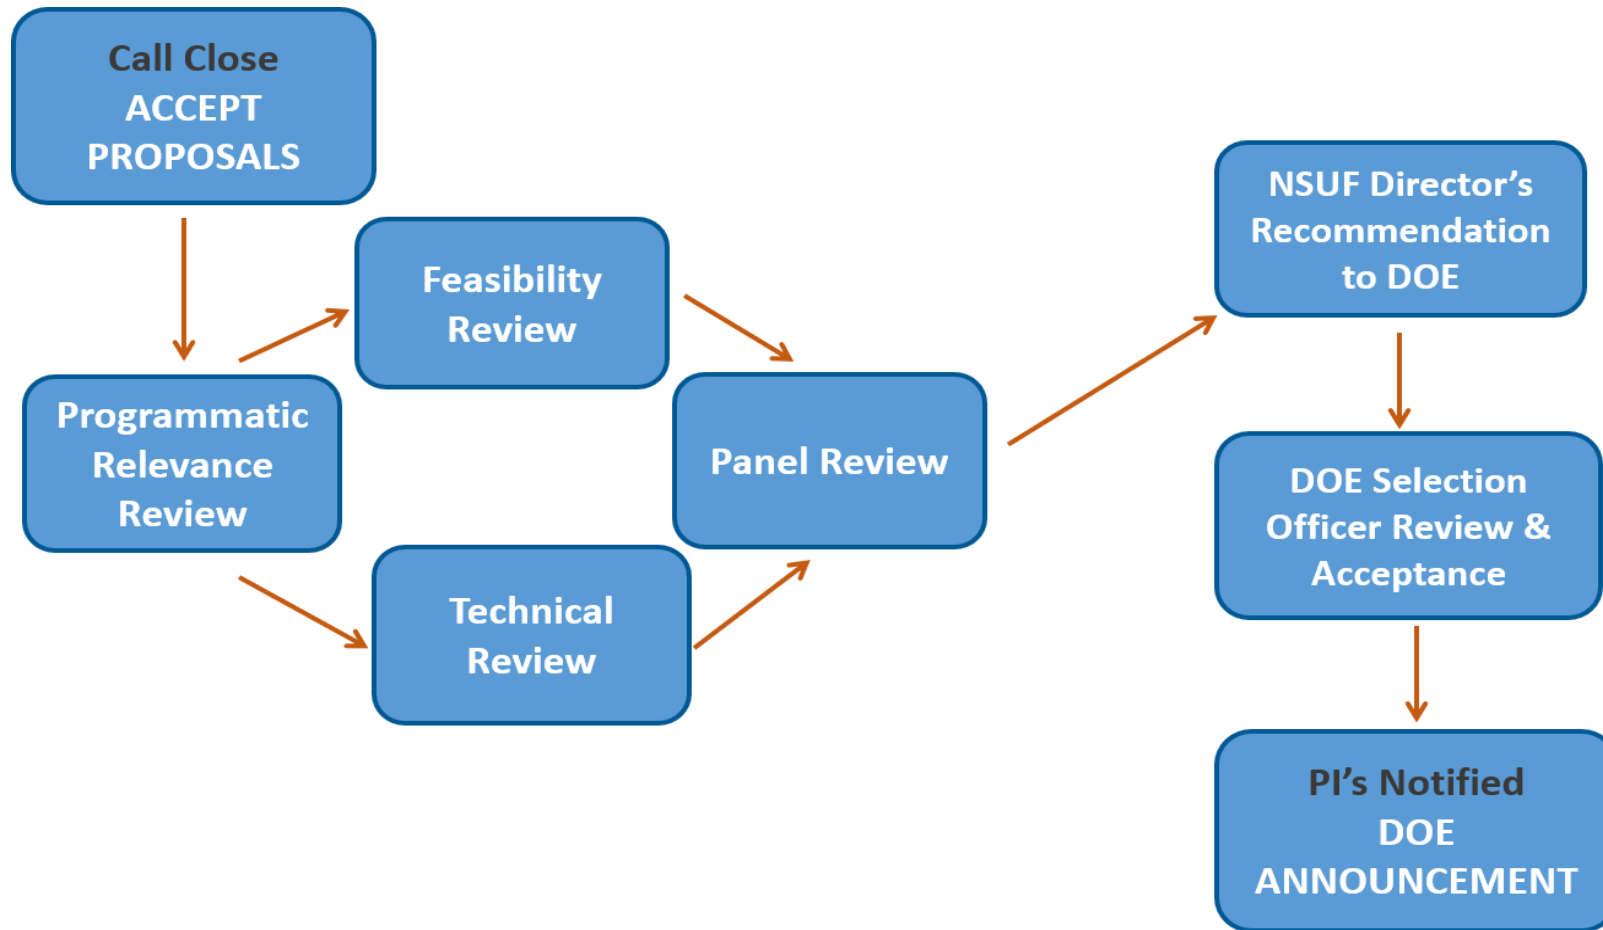 Call Close
ACCEPT
PROPOSALS
Programmatic
Relevance
Review
Feasibility
Review
Technical
Review
Panel Review
NSUF Director’s
Recommendation
to DOE
DOE Selection
Officer Review &
Acceptance
PI’s Notified
DOE
ANNOUNCEMENT